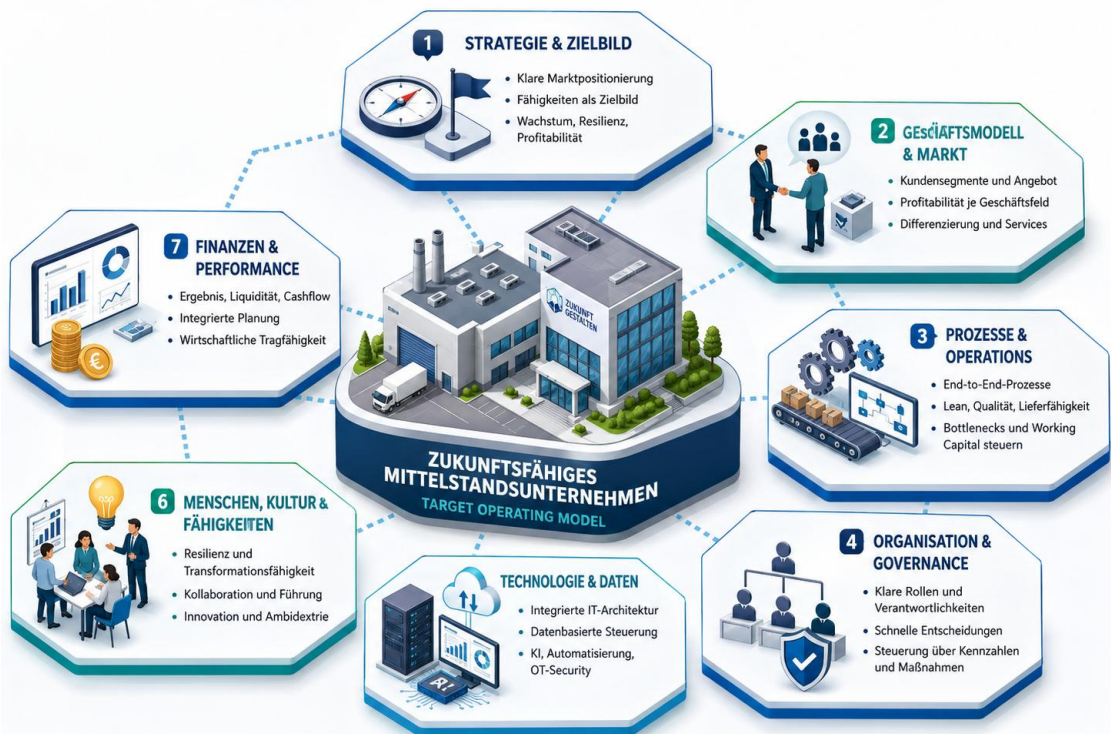 1 STRATEGIE & ZIELBILD
• Klare Marktpositionierung
• Fähigkeiten als Zielbild
• Wachstum, Resilienz,
Profitabilität
2 GESCHÄFTSMODELL
& MARKT
• Kundensegmente und Angebot
• Profitabilität je Geschäftsfeld
• Differenzierung und Services
7 FINANZEN &
PERFORMANCE
• Ergebnis, Liquidität, Cashflow
• Integrierte Planung
• Wirtschaftliche Tragfähigkeit
€
ZUKUNFT
GESTALTEN
3 PROZESSE &
OPERATIONS
• End-to-End-Prozesse
• Lean, Qualität, Lieferfähigkeit
• Bottlenecks und Working
Capital steuern
ZUKUNFTSFÄHIGES
MITTELSTANDSUNTERNEHMEN
TARGET OPERATING MODEL
6 MENSCHEN, KULTUR &
FÄHIGKEITEN
• Resilienz und
Transformationsfähigkeit
• Kollaboration und Führung
• Innovation und Ambidextrie
TECHNOLOGIE & DATEN
• Integrierte IT-Architektur
• Datenbasierte Steuerung
• KI, Automatisierung,
OT-Security
4 ORGANISATION &
GOVERNANCE
• Klare Rollen und
Verantwortlichkeiten
• Schnelle Entscheidungen
• Steuerung über Kennzahlen
und Maßnahmen